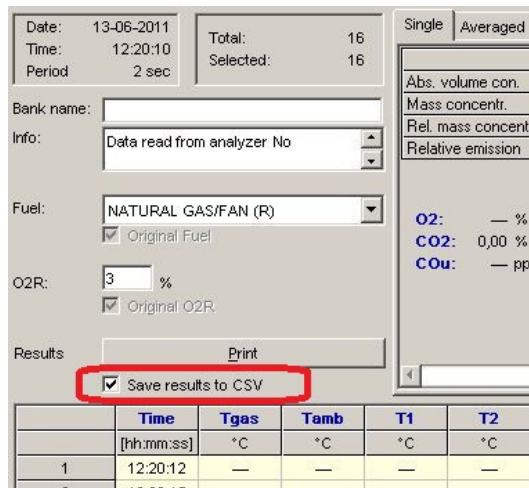 Date: 13-06-2011
Time: 12:20:10
Period 2 sec
Total: 16
Selected: 16
Bank name:
Info: Data read from analyzer No
Fuel: NATURAL GAS/FAN (R)
Original Fuel
O2R: 3 %
Original O2R
Results Print
Save results to CSV
Single Averaged
Abs. volume con.
Mass concentr.
Rel. mass concent
Relative emission
O2: — %
CO2: 0,00 %
COu: — pp
Time Tgas Tamb T1 T2
[hh:mm:ss] °C °C °C °C
1 12:20:12 — — — —